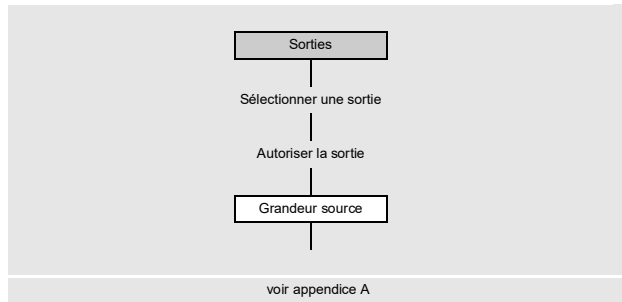 Sorties
Sélectionner une sortie
Autoriser la sortie
Grandeur source
voir appendice A